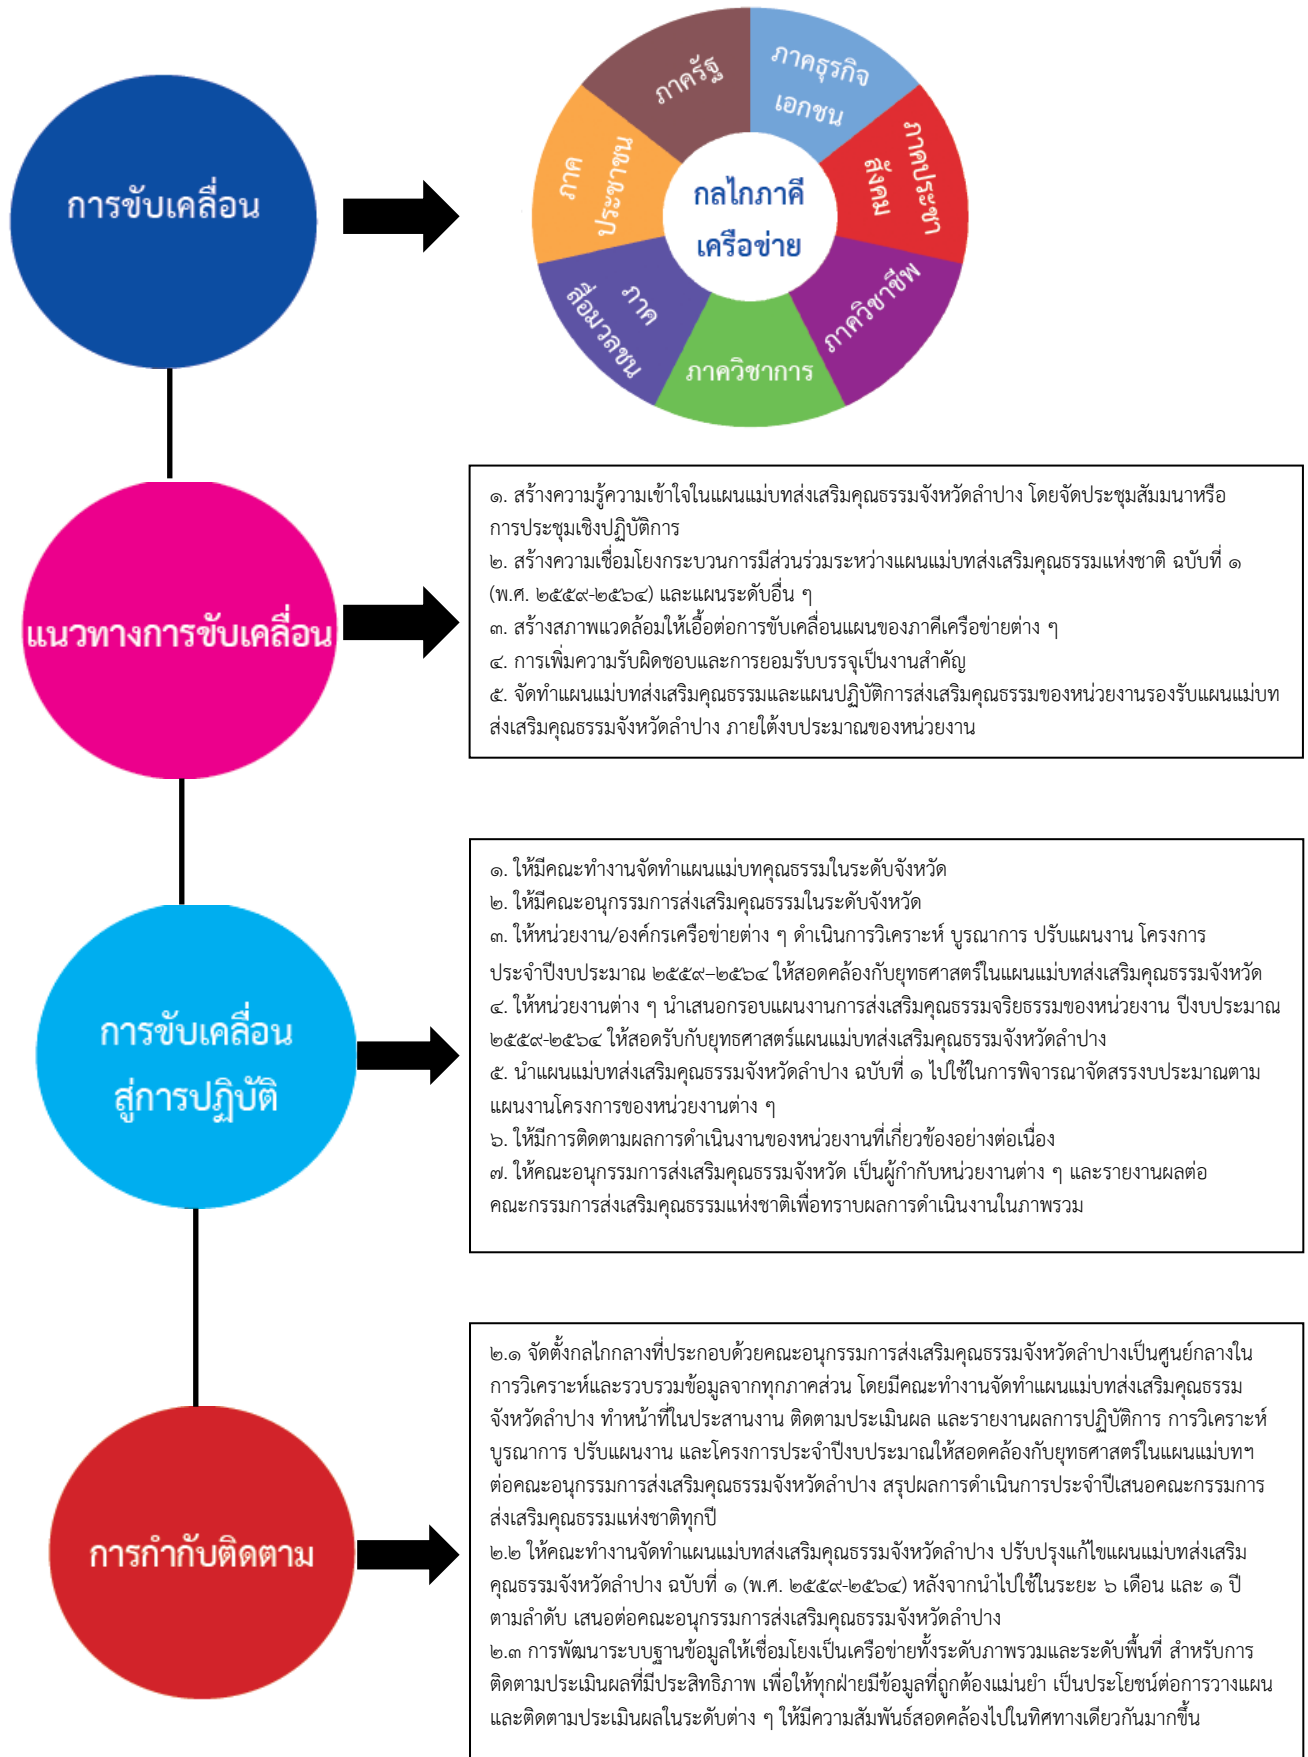 การขับเคลื่อน
ภาครัฐ
ภาคธุรกิจ
เอกชน
ภาคประชา
สังคม
ภาควิชาชีพ
ภาควิชาการ
ภาค
สื่อมวลชน
ภาค
ประชาชน
กลไกภาคี
เครือข่าย
แนวทางการขับเคลื่อน
๑. สร้างความรู้ความเข้าใจในแผนแม่บทส่งเสริมคุณธรรมจังหวัดลำปาง โดยจัดประชุมสัมมนาหรือ
การประชุมเชิงปฏิบัติการ
๒. สร้างความเชื่อมโยงกระบวนการมีส่วนร่วมระหว่างแผนแม่บทส่งเสริมคุณธรรมแห่งชาติ ฉบับที่ ๑
(พ.ศ. ๒๕๕๙-๒๕๖๔) และแผนระดับอื่น ๆ
๓. สร้างสภาพแวดล้อมให้เอื้อต่อการขับเคลื่อนแผนของภาคีเครือข่ายต่าง ๆ
๔. การเพิ่มความรับผิดชอบและการยอมรับบรรจุเป็นงานสำคัญ
๕. จัดทำแผนแม่บทส่งเสริมคุณธรรมและแผนปฏิบัติการส่งเสริมคุณธรรมของหน่วยงานรองรับแผนแม่บท
ส่งเสริมคุณธรรมจังหวัดลำปาง ภายใต้งบประมาณของหน่วยงาน
การขับเคลื่อน
สู่การปฏิบัติ
๑. ให้มีคณะทำงานจัดทำแผนแม่บทคุณธรรมในระดับจังหวัด
๒. ให้มีคณะอนุกรรมการส่งเสริมคุณธรรมในระดับจังหวัด
๓. ให้หน่วยงาน/องค์กรเครือข่ายต่าง ๆ ดำเนินการวิเคราะห์ บูรณาการ ปรับแผนงาน โครงการ
ประจำปีงบประมาณ ๒๕๕๙–๒๕๖๔ ให้สอดคล้องกับยุทธศาสตร์ในแผนแม่บทส่งเสริมคุณธรรมจังหวัด
๔. ให้หน่วยงานต่าง ๆ นำเสนอกรอบแผนงานการส่งเสริมคุณธรรมจริยธรรมของหน่วยงาน ปีงบประมาณ
๒๕๕๙-๒๕๖๔ ให้สอดรับกับยุทธศาสตร์แผนแม่บทส่งเสริมคุณธรรมจังหวัดลำปาง
๕. นำแผนแม่บทส่งเสริมคุณธรรมจังหวัดลำปาง ฉบับที่ ๑ ไปใช้ในการพิจารณาจัดสรรงบประมาณตาม
แผนงานโครงการของหน่วยงานต่าง ๆ
๖. ให้มีการติดตามผลการดำเนินงานของหน่วยงานที่เกี่ยวข้องอย่างต่อเนื่อง
๗. ให้คณะอนุกรรมการส่งเสริมคุณธรรมจังหวัด เป็นผู้กำกับหน่วยงานต่าง ๆ และรายงานผลต่อ
คณะกรรมการส่งเสริมคุณธรรมแห่งชาติเพื่อทราบผลการดำเนินงานในภาพรวม
การกำกับติดตาม
๒.๑ จัดตั้งกลไกกลางที่ประกอบด้วยคณะอนุกรรมการส่งเสริมคุณธรรมจังหวัดลำปางเป็นศูนย์กลางใน
การวิเคราะห์และรวบรวมข้อมูลจากทุกภาคส่วน โดยมีคณะทำงานจัดทำแผนแม่บทส่งเสริมคุณธรรม
จังหวัดลำปาง ทำหน้าที่ในประสานงาน ติดตามประเมินผล และรายงานผลการปฏิบัติการ การวิเคราะห์
บูรณาการ ปรับแผนงาน และโครงการประจำปีงบประมาณให้สอดคล้องกับยุทธศาสตร์ในแผนแม่บทฯ
ต่อคณะอนุกรรมการส่งเสริมคุณธรรมจังหวัดลำปาง สรุปผลการดำเนินการประจำปีเสนอคณะกรรมการ
ส่งเสริมคุณธรรมแห่งชาติทุกปี
๒.๒ ให้คณะทำงานจัดทำแผนแม่บทส่งเสริมคุณธรรมจังหวัดลำปาง ปรับปรุงแก้ไขแผนแม่บทส่งเสริม
คุณธรรมจังหวัดลำปาง ฉบับที่ ๑ (พ.ศ. ๒๕๕๙-๒๕๖๔) หลังจากนำไปใช้ในระยะ ๖ เดือน และ ๑ ปี
ตามลำดับ เสนอต่อคณะอนุกรรมการส่งเสริมคุณธรรมจังหวัดลำปาง
๒.๓ การพัฒนาระบบฐานข้อมูลให้เชื่อมโยงเป็นเครือข่ายทั้งระดับภาพรวมและระดับพื้นที่ สำหรับการ
ติดตามประเมินผลที่มีประสิทธิภาพ เพื่อให้ทุกฝ่ายมีข้อมูลที่ถูกต้องแม่นยำ เป็นประโยชน์ต่อการวางแผน
และติดตามประเมินผลในระดับต่าง ๆ ให้มีความสัมพันธ์สอดคล้องไปในทิศทางเดียวกันมากขึ้น